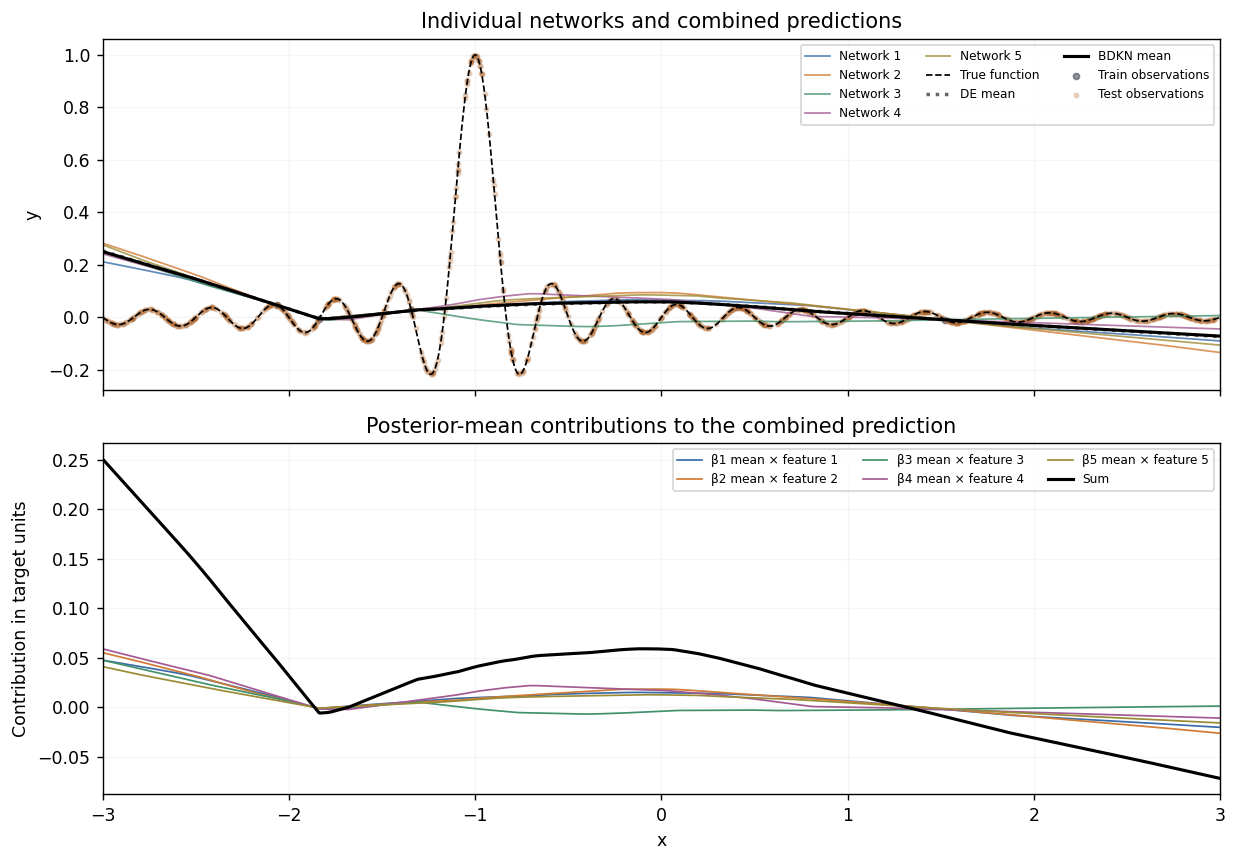 Individual networks and combined predictions
Network 1
Network 2
Network 3
Network 4
Network 5
True function
DE mean
BDKN mean
Train observations
Test observations
1.0
0.8
0.6
0.4
0.2
0.0
−0.2
y
Posterior-mean contributions to the combined prediction
β1 mean × feature 1
β2 mean × feature 2
β3 mean × feature 3
β4 mean × feature 4
β5 mean × feature 5
Sum
0.25
0.20
0.15
0.10
0.05
0.00
−0.05
Contribution in target units
−3
−2
−1
0
1
2
3
x